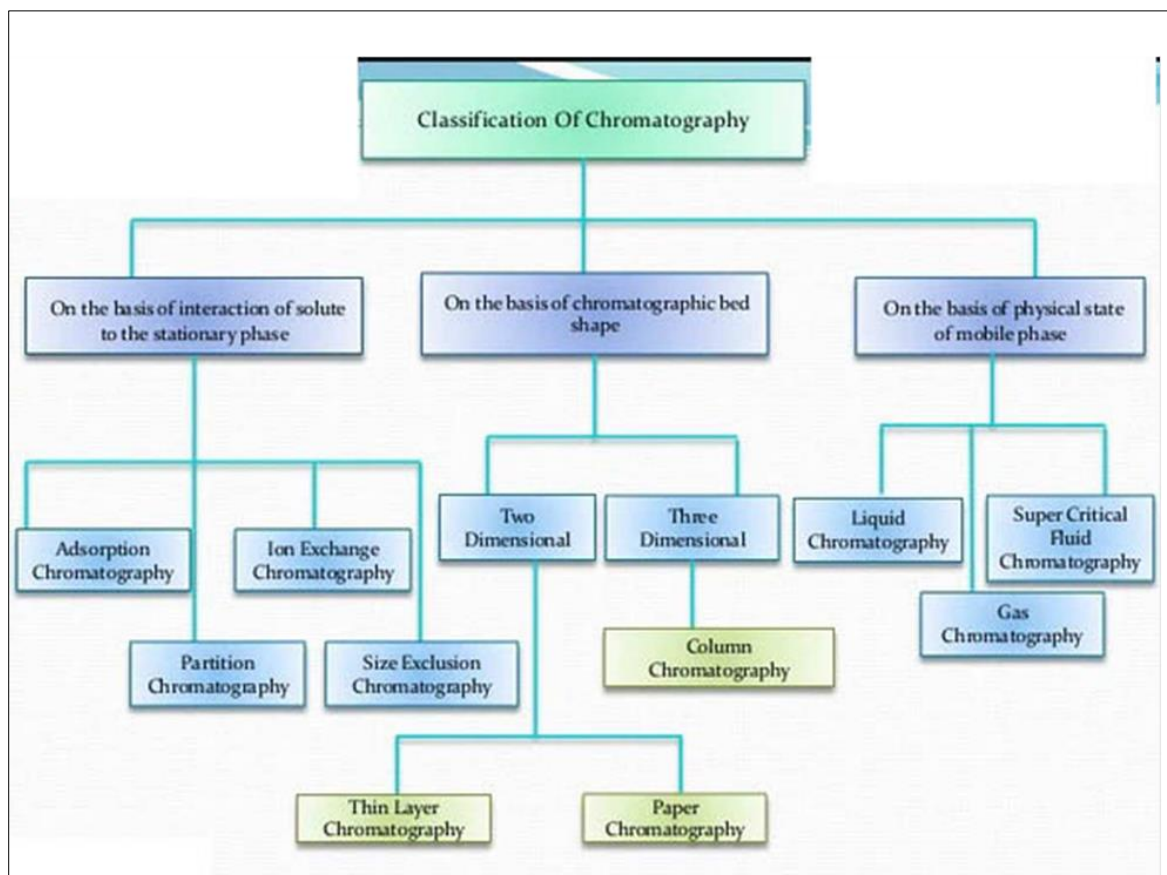 Classification Of Chromatography
On the basis of interaction of solute
to the stationary phase
On the basis of chromatographic bed
shape
On the basis of physical state
of mobile phase
Adsorption
Chromatography
Ion Exchange
Chromatography
Partition
Chromatography
Size Exclusion
Chromatography
Two
Dimensional
Three
Dimensional
Column
Chromatography
Thin Layer
Chromatography
Paper
Chromatography
Liquid
Chromatography
Super Critical
Fluid
Chromatography
Gas
Chromatography